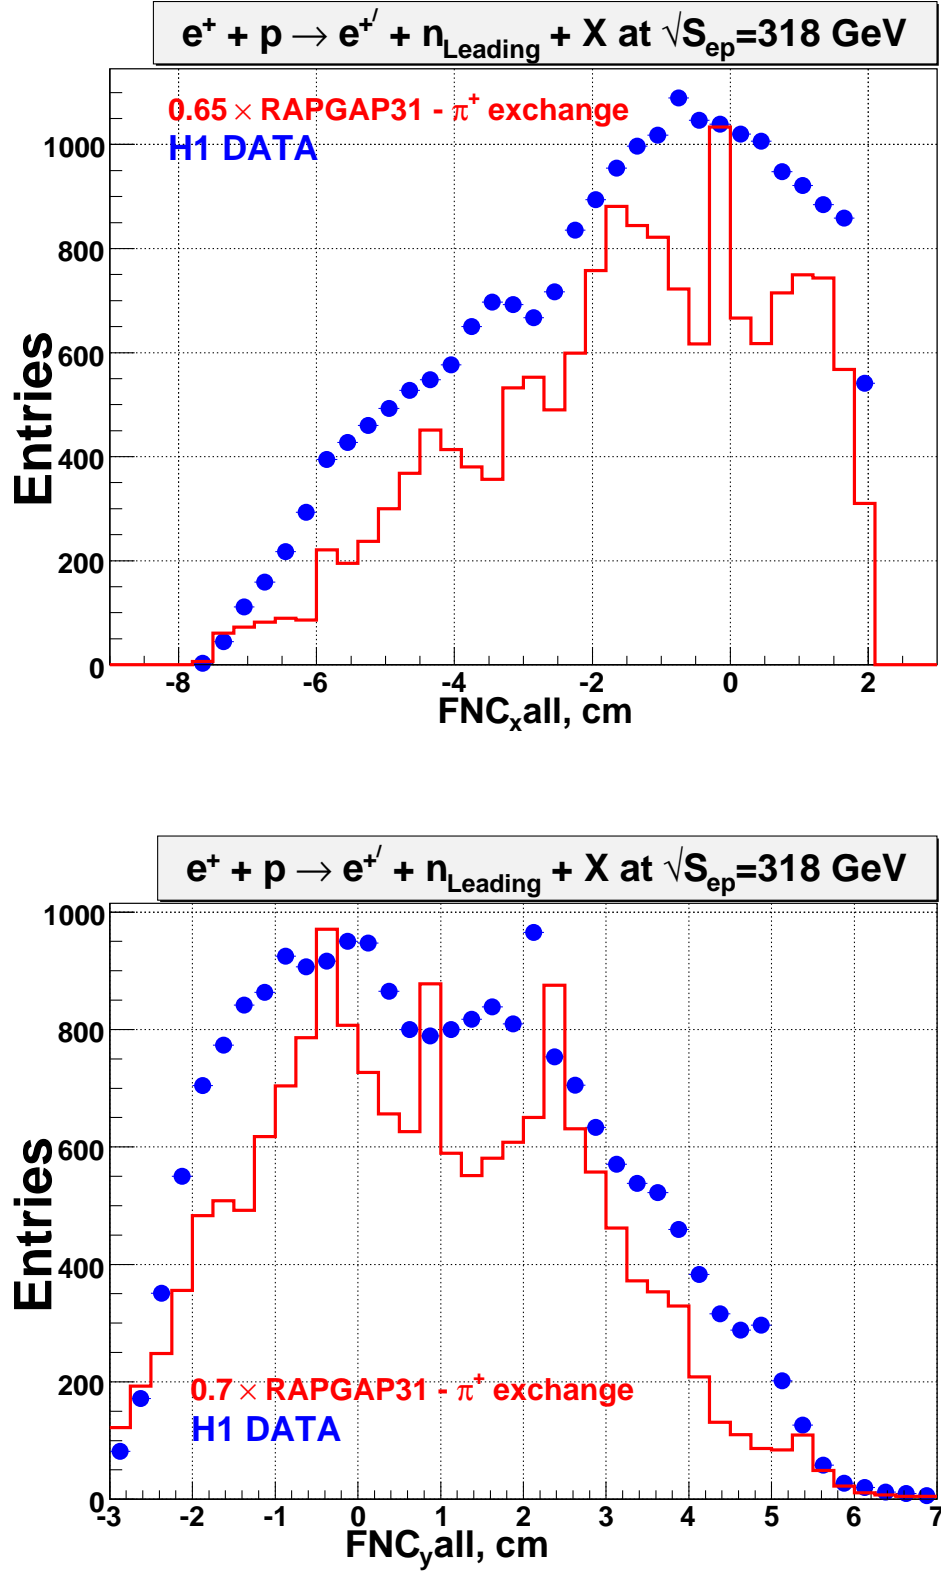 e⁺ + p → e⁺′ + n_Leading + X at √S_ep=318 GeV
0.65 × RAPGAP31 - π⁺ exchange
H1 DATA
1000
800
600
400
200
0
Entries
-8 -6 -4 -2 0 2
FNC_xall, cm
e⁺ + p → e⁺′ + n_Leading + X at √S_ep=318 GeV
1000
800
600
400
200
0
Entries
0.7 × RAPGAP31 - π⁺ exchange
H1 DATA
-3 -2 -1 0 1 2 3 4 5 6 7
FNC_yall, cm